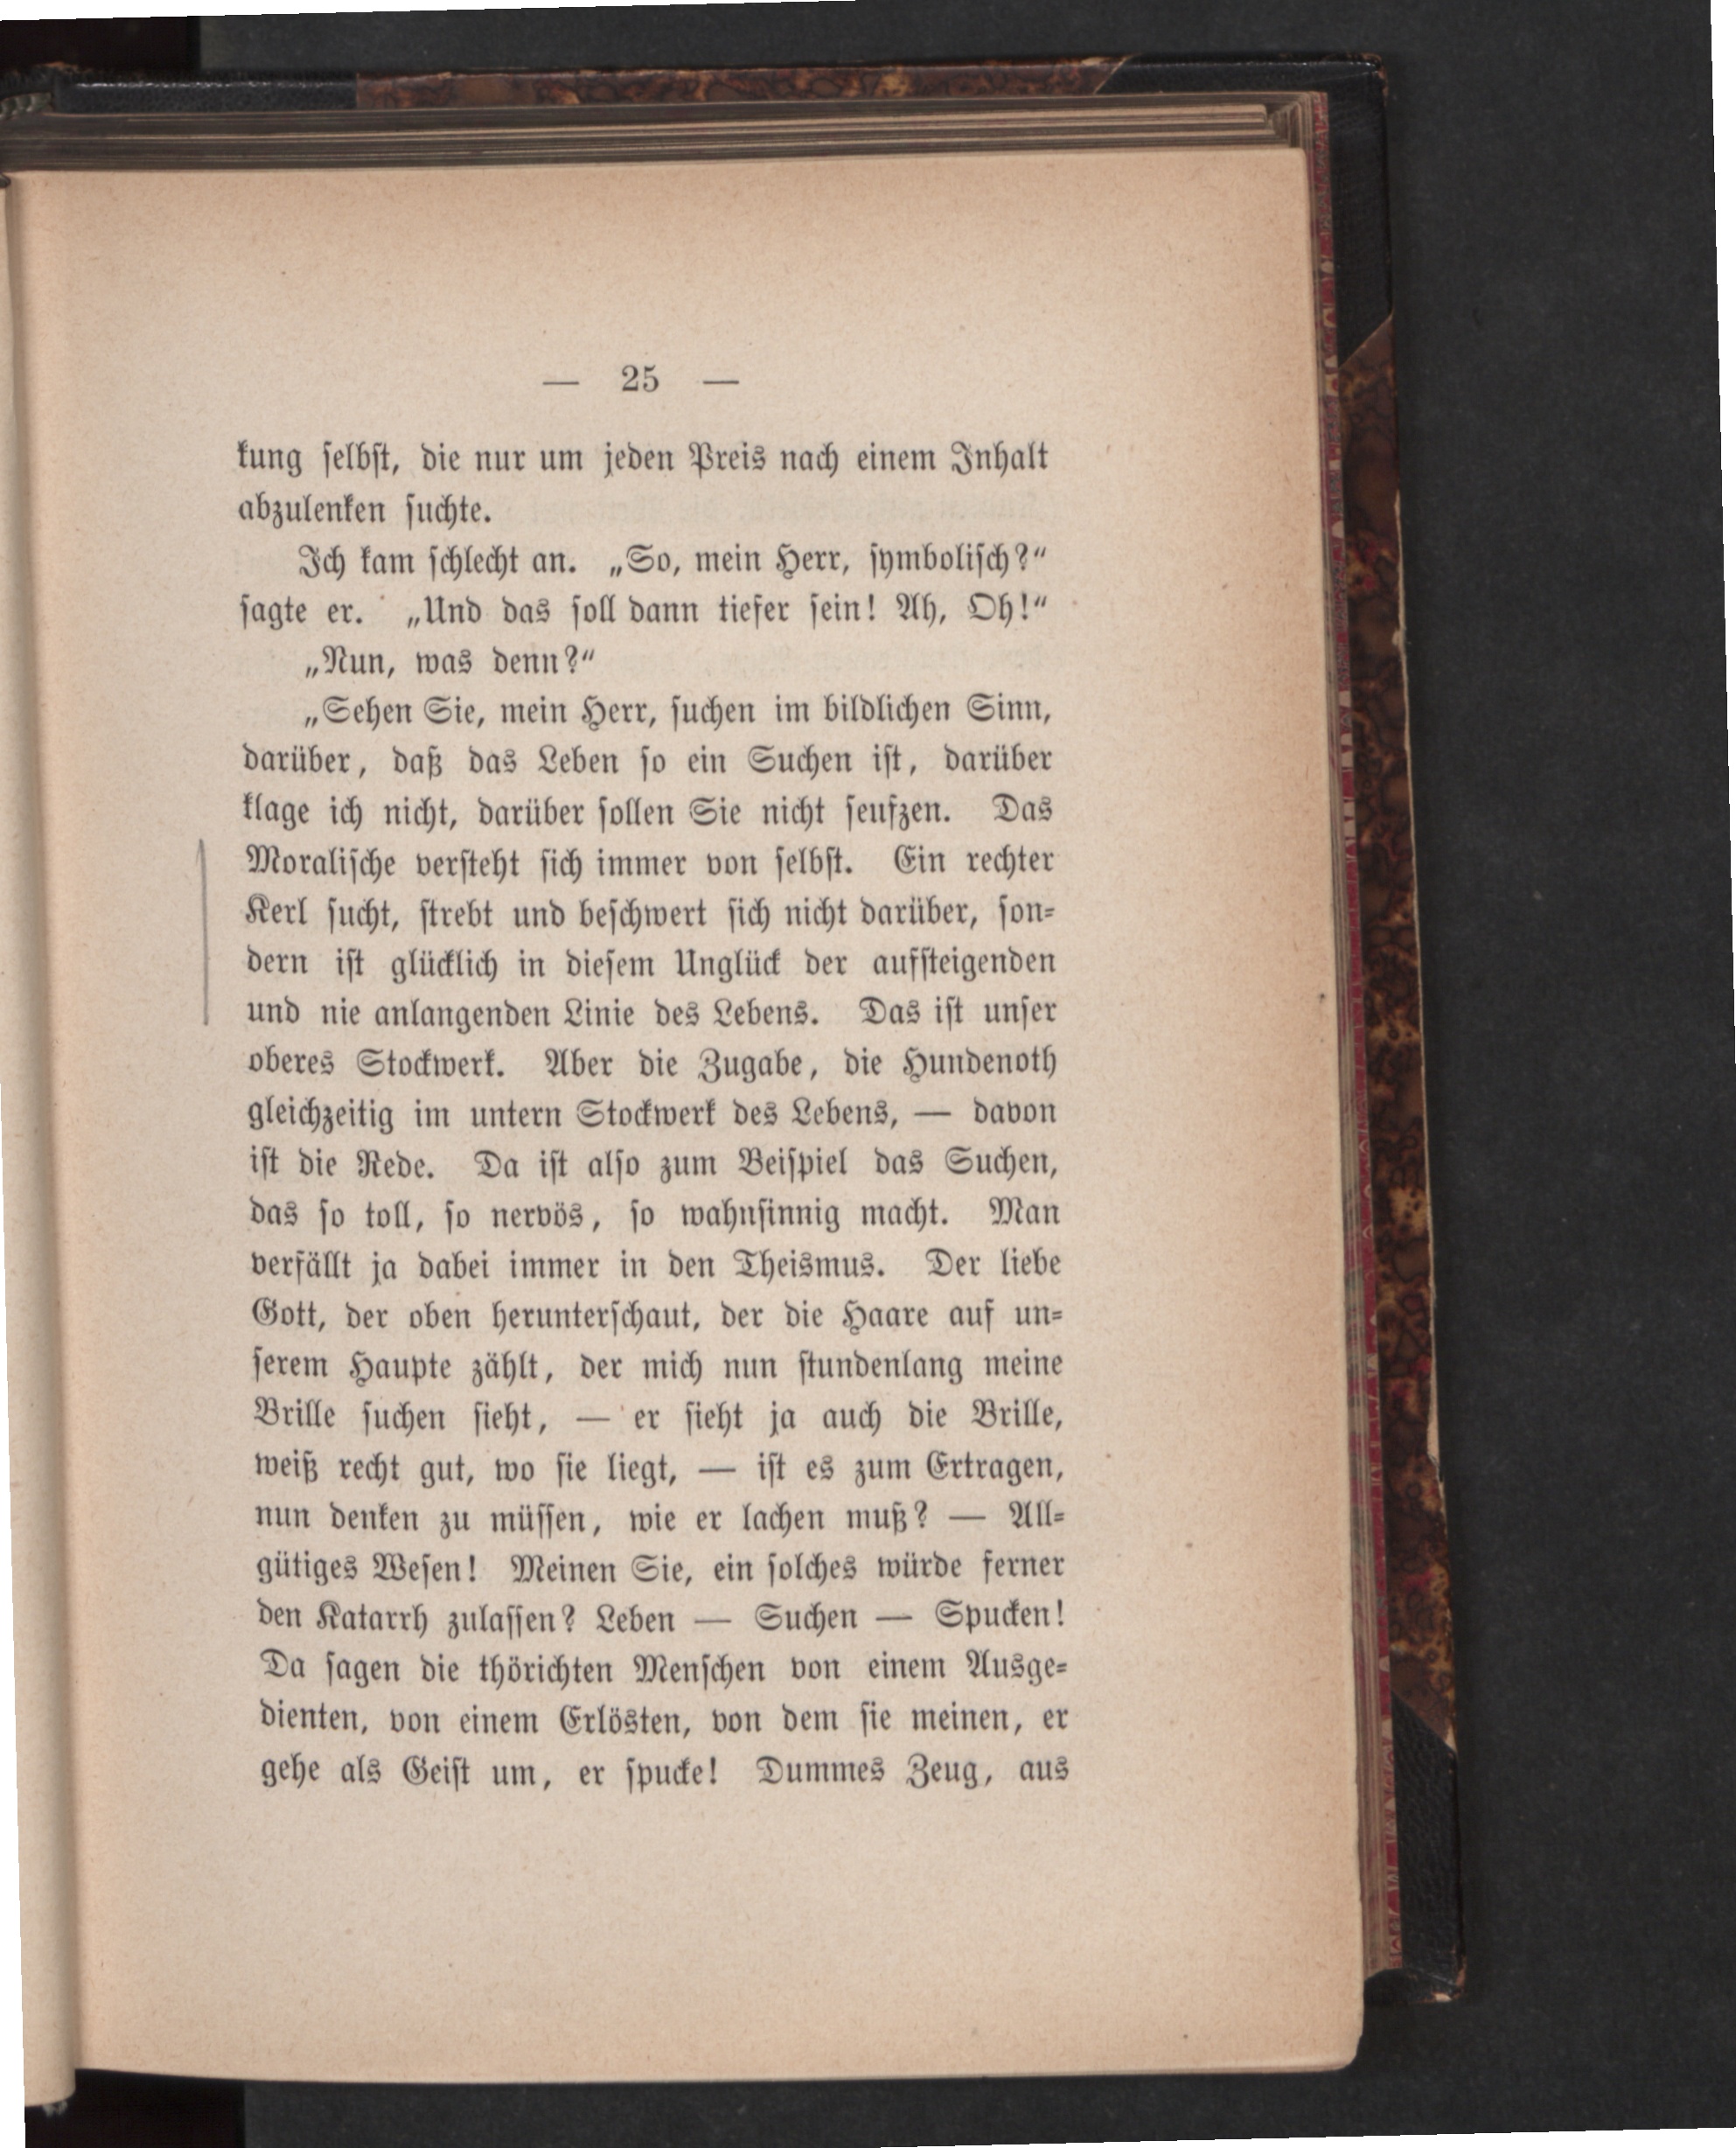 — 25 —
kung selbst, die nur um jeden Preis nach einem Inhalt
abzulenken suchte.
Ich kam schlecht an. „So, mein Herr, symbolisch?“
sagte er. „Und das soll dann tiefer sein! Ah, Oh!“
„Nun, was denn?“
„Sehen Sie, mein Herr, suchen im bildlichen Sinn,
darüber, daß das Leben so ein Suchen ist, darüber
klage ich nicht, darüber sollen Sie nicht seufzen. Das
Moralische versteht sich immer von selbst. Ein rechter
Kerl sucht, strebt und beschwert sich nicht darüber, son-
dern ist glücklich in diesem Unglück der aufsteigenden
und nie anlangenden Linie des Lebens. Das ist unser
oberes Stockwerk. Aber die Zugabe, die Hundenoth
gleichzeitig im untern Stockwerk des Lebens, — davon
ist die Rede. Da ist also zum Beispiel das Suchen,
das so toll, so nervös, so wahnsinnig macht. Man
verfällt ja dabei immer in den Theismus. Der liebe
Gott, der oben herunterschaut, der die Haare auf un-
serem Haupte zählt, der mich nun stundenlang meine
Brille suchen sieht, — er sieht ja auch die Brille,
weiß recht gut, wo sie liegt, — ist es zum Ertragen,
nun denken zu müssen, wie er lachen muß? — All-
gütiges Wesen! Meinen Sie, ein solches würde ferner
den Katarrh zulassen? Leben — Suchen — Spucken!
Da sagen die thörichten Menschen von einem Ausge-
dienten, von einem Erlösten, von dem sie meinen, er
gehe als Geist um, er spucke! Dummes Zeug, aus